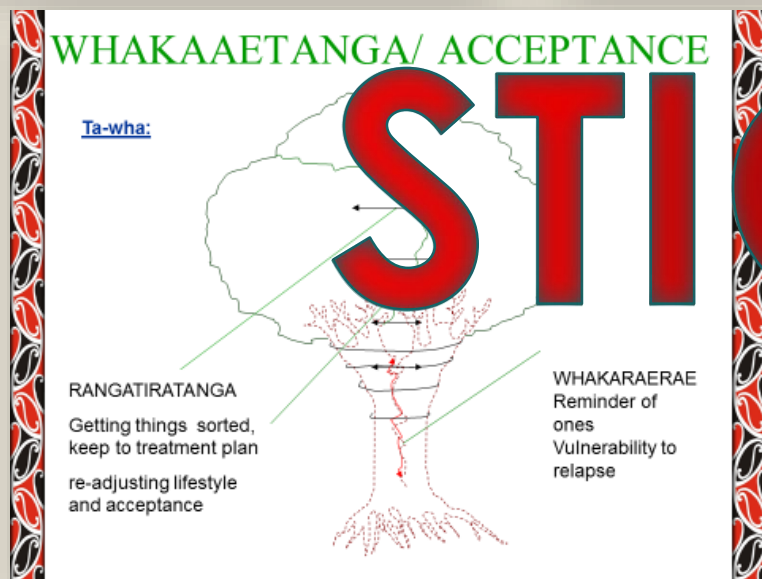 WHAKAAETANGA/ ACCEPTANCE
Ta-wha:
RANGATIRATANGA
Getting things sorted,
keep to treatment plan
re-adjusting lifestyle
and acceptance
WHAKARAERAE
Reminder of
ones
Vulnerability to
relapse